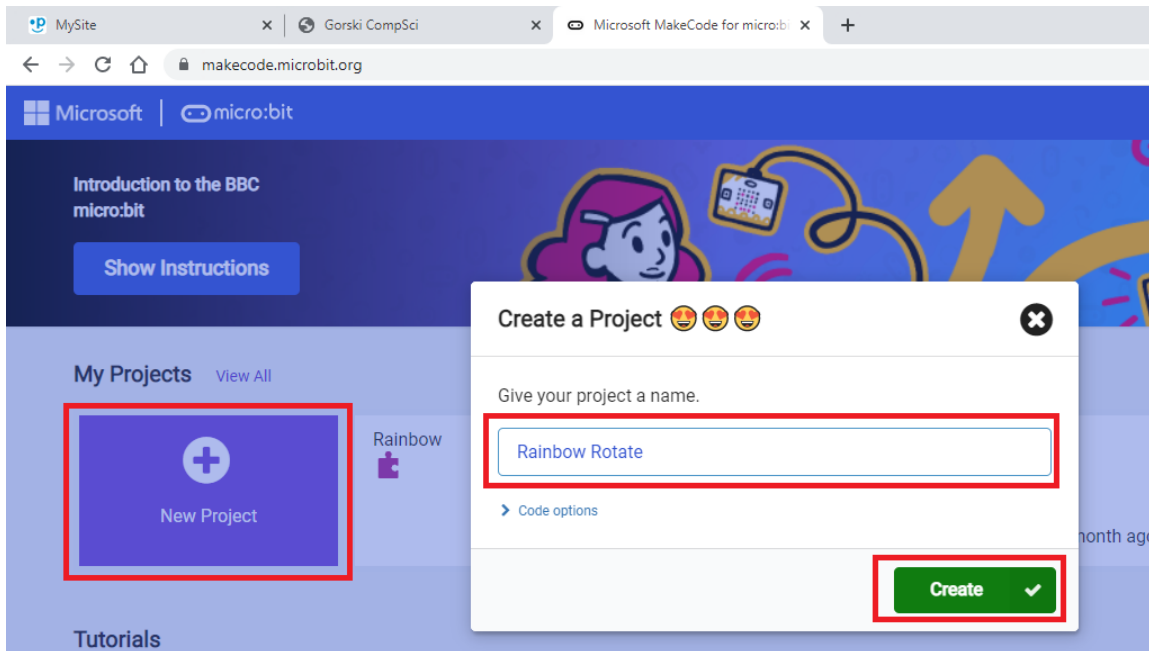 MySite
Gorski CompSci
Microsoft MakeCode for micro:bi
makecode.microbit.org
Microsoft
micro:bit
Introduction to the BBC
micro:bit
Show Instructions
Create a Project 😍😍😍
My Projects View All
Give your project a name.
Rainbow Rotate
Rainbow
New Project
Code options
month ago
Create
Tutorials